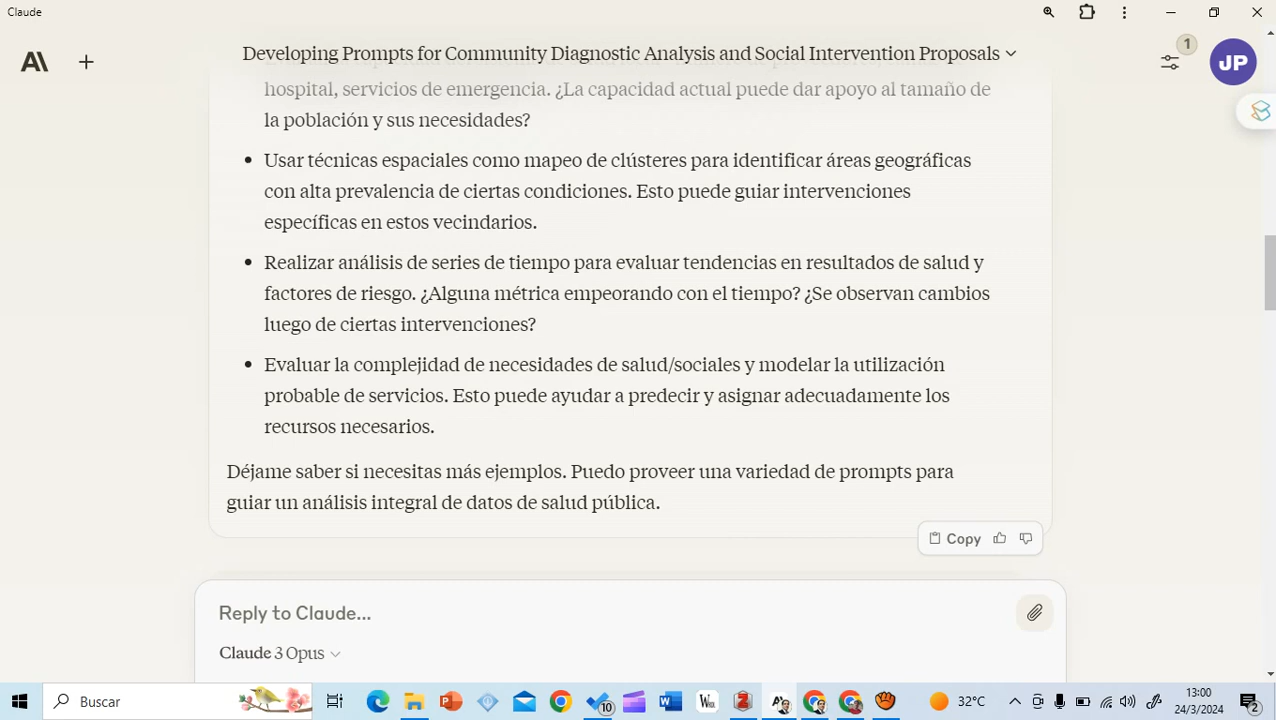 Claude
Developing Prompts for Community Diagnostic Analysis and Social Intervention Proposals
1
JP
hospital, servicios de emergencia. ¿La capacidad actual puede dar apoyo al tamaño de
la población y sus necesidades?
• Usar técnicas espaciales como mapeo de clústeres para identificar áreas geográficas
con alta prevalencia de ciertas condiciones. Esto puede guiar intervenciones
específicas en estos vecindarios.
• Realizar análisis de series de tiempo para evaluar tendencias en resultados de salud y
factores de riesgo. ¿Alguna métrica empeorando con el tiempo? ¿Se observan cambios
luego de ciertas intervenciones?
• Evaluar la complejidad de necesidades de salud/sociales y modelar la utilización
probable de servicios. Esto puede ayudar a predecir y asignar adecuadamente los
recursos necesarios.
Déjame saber si necesitas más ejemplos. Puedo proveer una variedad de prompts para
guiar un análisis integral de datos de salud pública.
Copy
Reply to Claude...
Claude 3 Opus
Buscar
10
32°C
13:00
24/3/2024
2